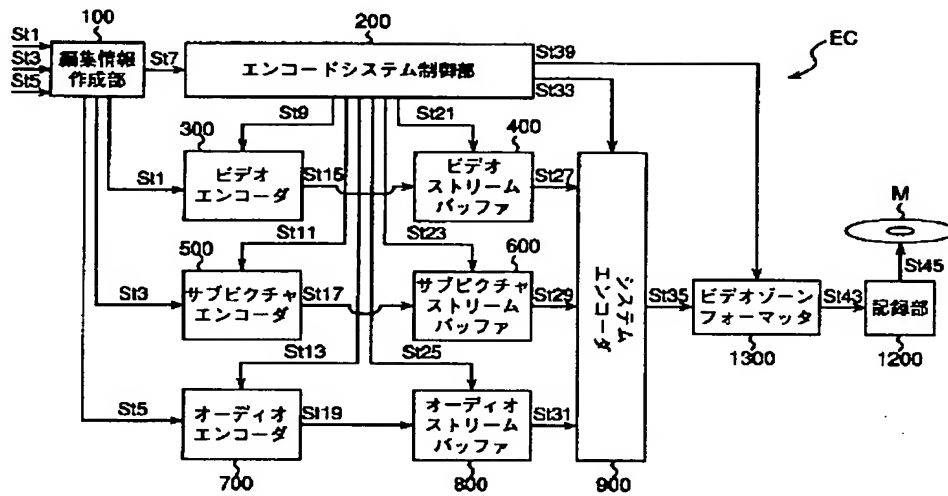 100
200
EC
St1
St3
St5
編集情報
作成部
St7
エンコードシステム制御部
St39
St33
St9
St21
300
400
St1
ビデオ
エンコーダ
St15
ビデオ
ストリーム
バッファ
St27
St11
St23
500
600
St3
サブピクチャ
エンコーダ
St17
サブピクチャ
ストリーム
バッファ
St29
システム
エンコーダ
St35
ビデオゾーン
フォーマッタ
1300
St43
記録部
1200
St45
M
St13
St25
St5
オーディオ
エンコーダ
700
St19
オーディオ
ストリーム
バッファ
800
St31
900